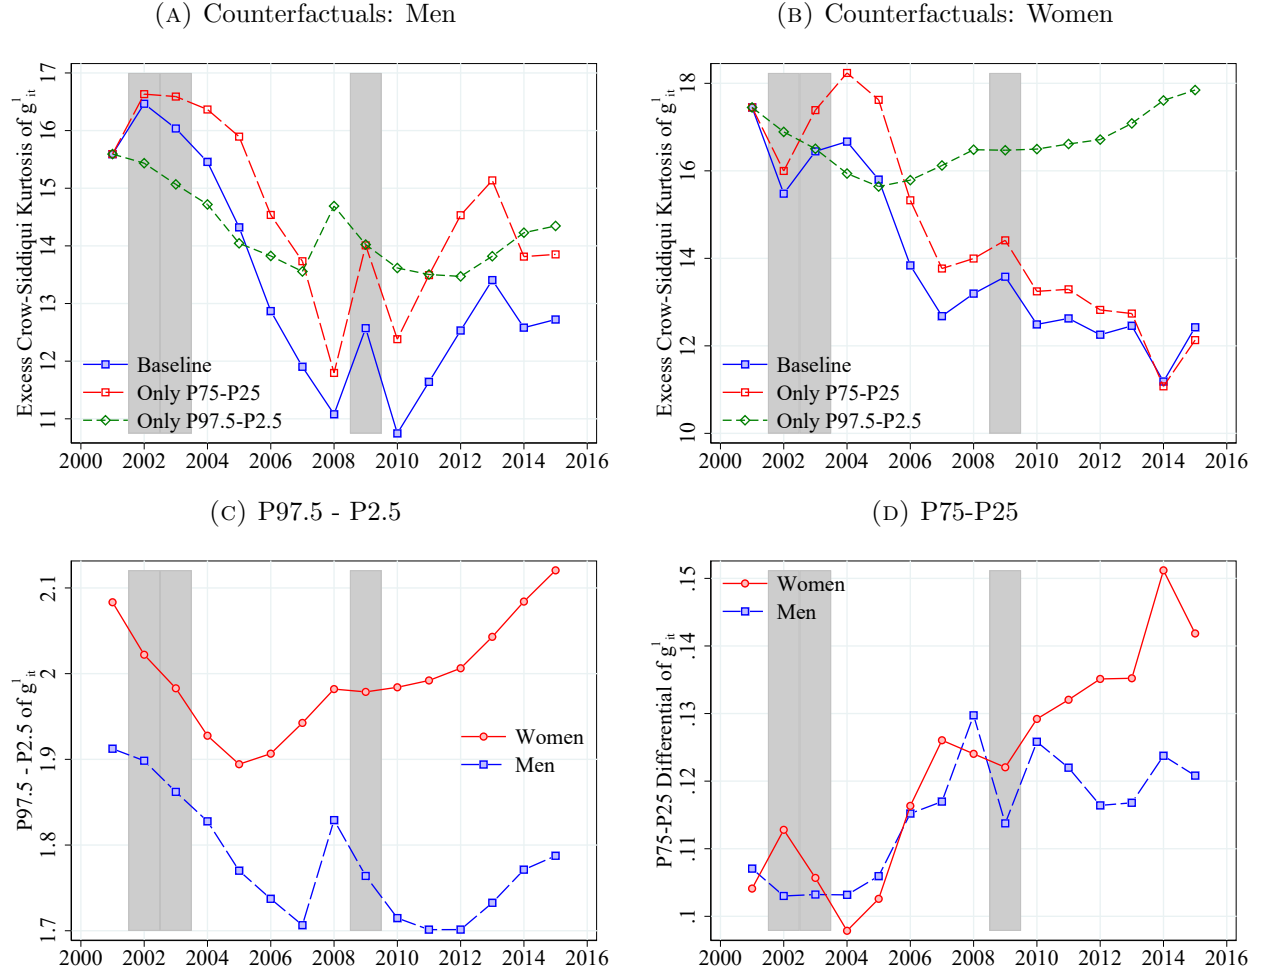 (A) Counterfactuals: Men
Excess Crow-Siddiqui Kurtosis of g¹ᵢₜ
17
16
15
14
13
12
11
Baseline
Only P75-P25
Only P97.5-P2.5
2000 2002 2004 2006 2008 2010 2012 2014 2016
(B) Counterfactuals: Women
Excess Crow-Siddiqui Kurtosis of g¹ᵢₜ
18
16
14
12
10
Baseline
Only P75-P25
Only P97.5-P2.5
2000 2002 2004 2006 2008 2010 2012 2014 2016
(C) P97.5 - P2.5
P97.5 - P2.5 of g¹ᵢₜ
2.1
2
1.9
1.8
1.7
Women
Men
2000 2002 2004 2006 2008 2010 2012 2014 2016
(D) P75-P25
P75-P25 Differential of g¹ᵢₜ
.15
.14
.13
.12
.11
.1
Women
Men
2000 2002 2004 2006 2008 2010 2012 2014 2016